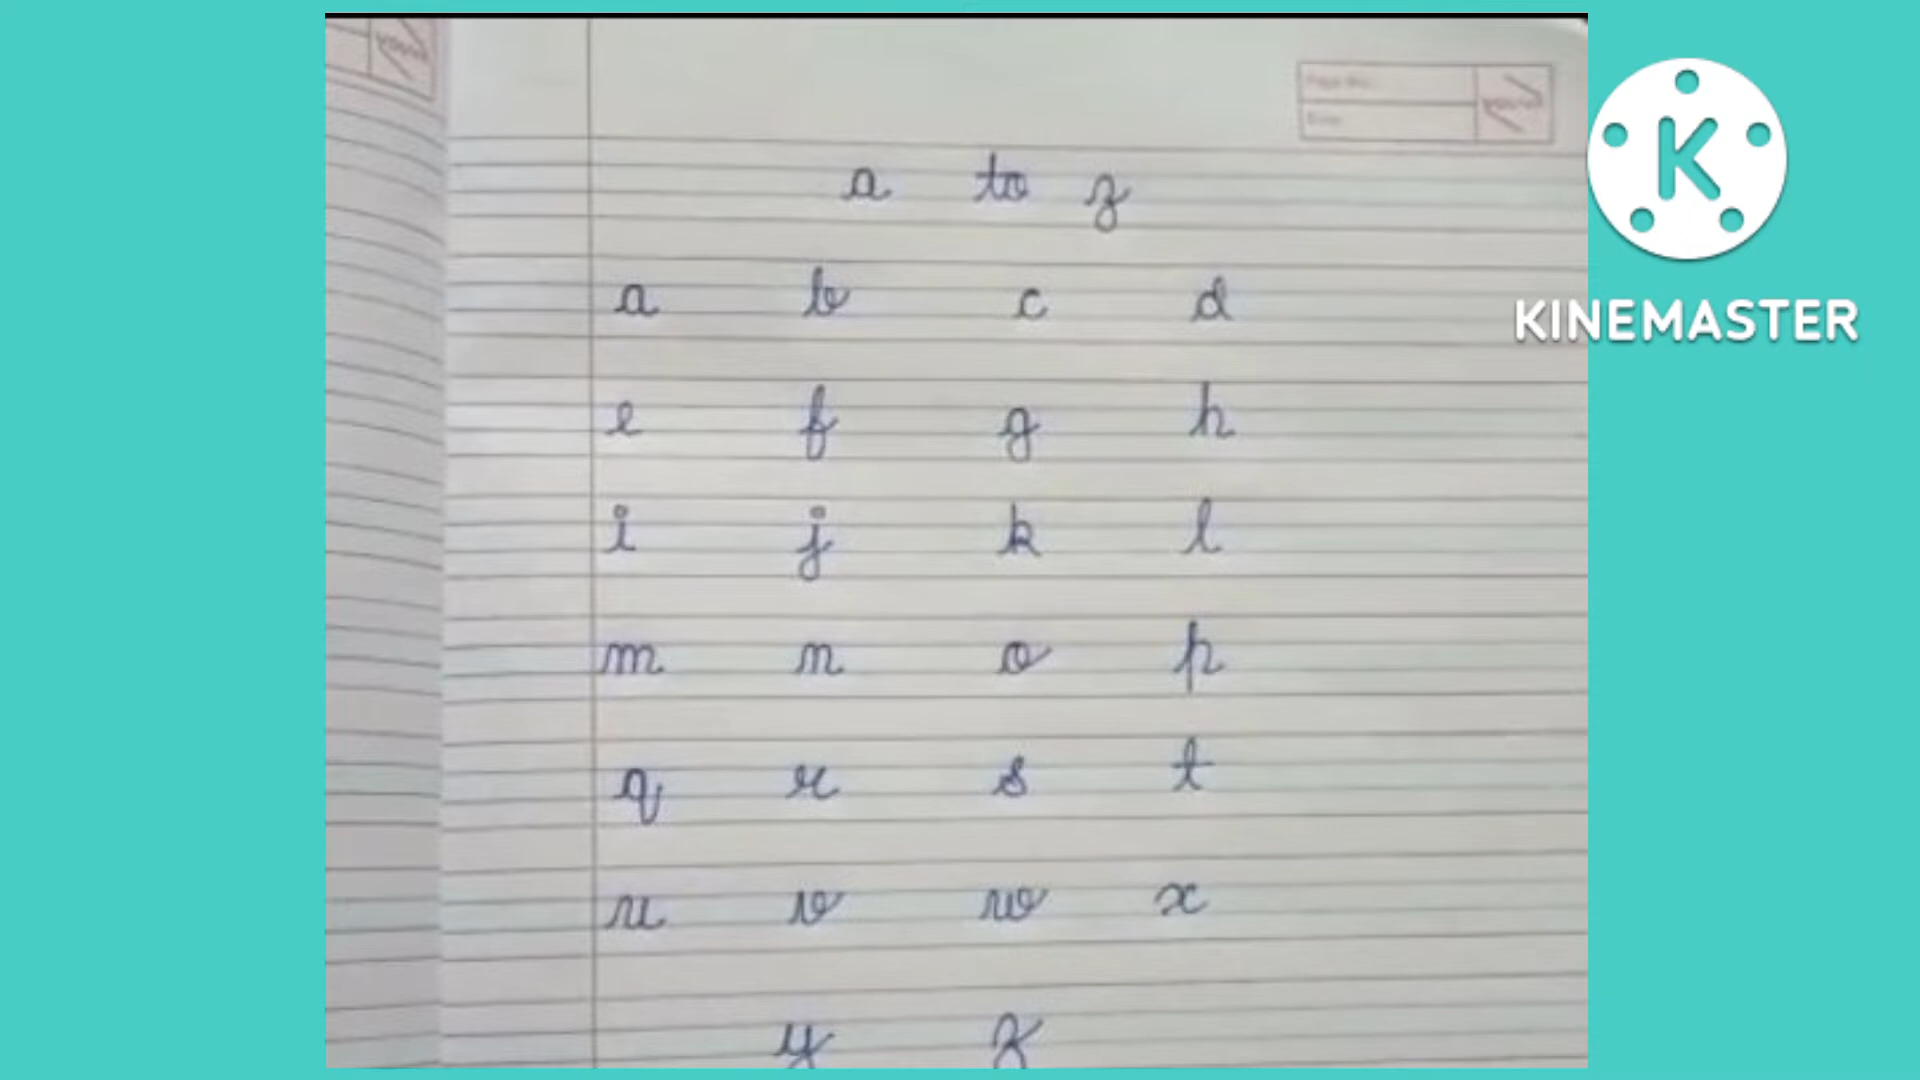 a to z
a b c d
e f g h
i j k l
m n o p
q r s t
u v w x
y z
KINEMASTER